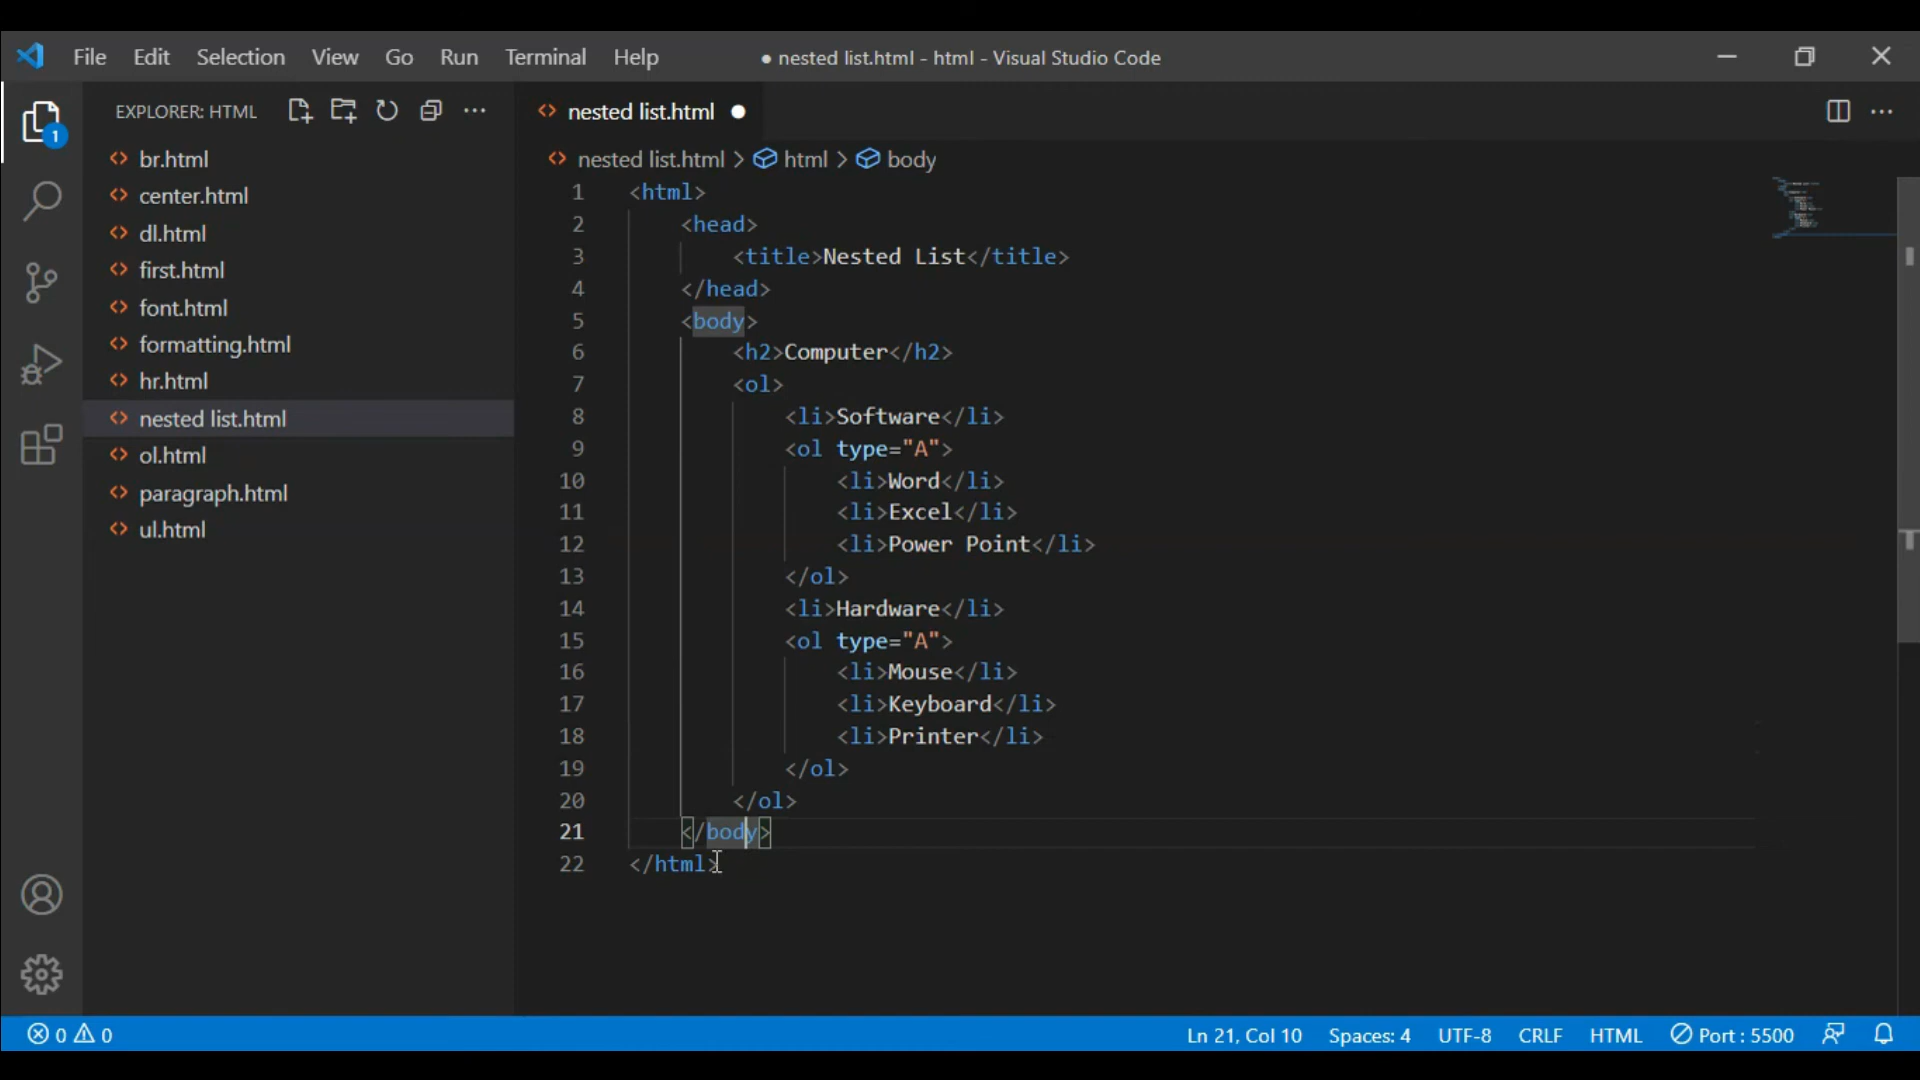 File Edit Selection View Go Run Terminal Help ● nested list.html - html - Visual Studio Code
EXPLORER: HTML
1
br.html
center.html
dl.html
first.html
font.html
formatting.html
hr.html
nested list.html
ol.html
paragraph.html
ul.html
nested list.html ●
nested list.html > html > body
1 <html>
2 <head>
3 <title>Nested List</title>
4 </head>
5 <body>
6 <h2>Computer</h2>
7 <ol>
8 <li>Software</li>
9 <ol type="A">
10 <li>Word</li>
11 <li>Excel</li>
12 <li>Power Point</li>
13 </ol>
14 <li>Hardware</li>
15 <ol type="A">
16 <li>Mouse</li>
17 <li>Keyboard</li>
18 <li>Printer</li>
19 </ol>
20 </ol>
21 </body>
22 </html>
0 0 Ln 21, Col 10 Spaces: 4 UTF-8 CRLF HTML Port : 5500